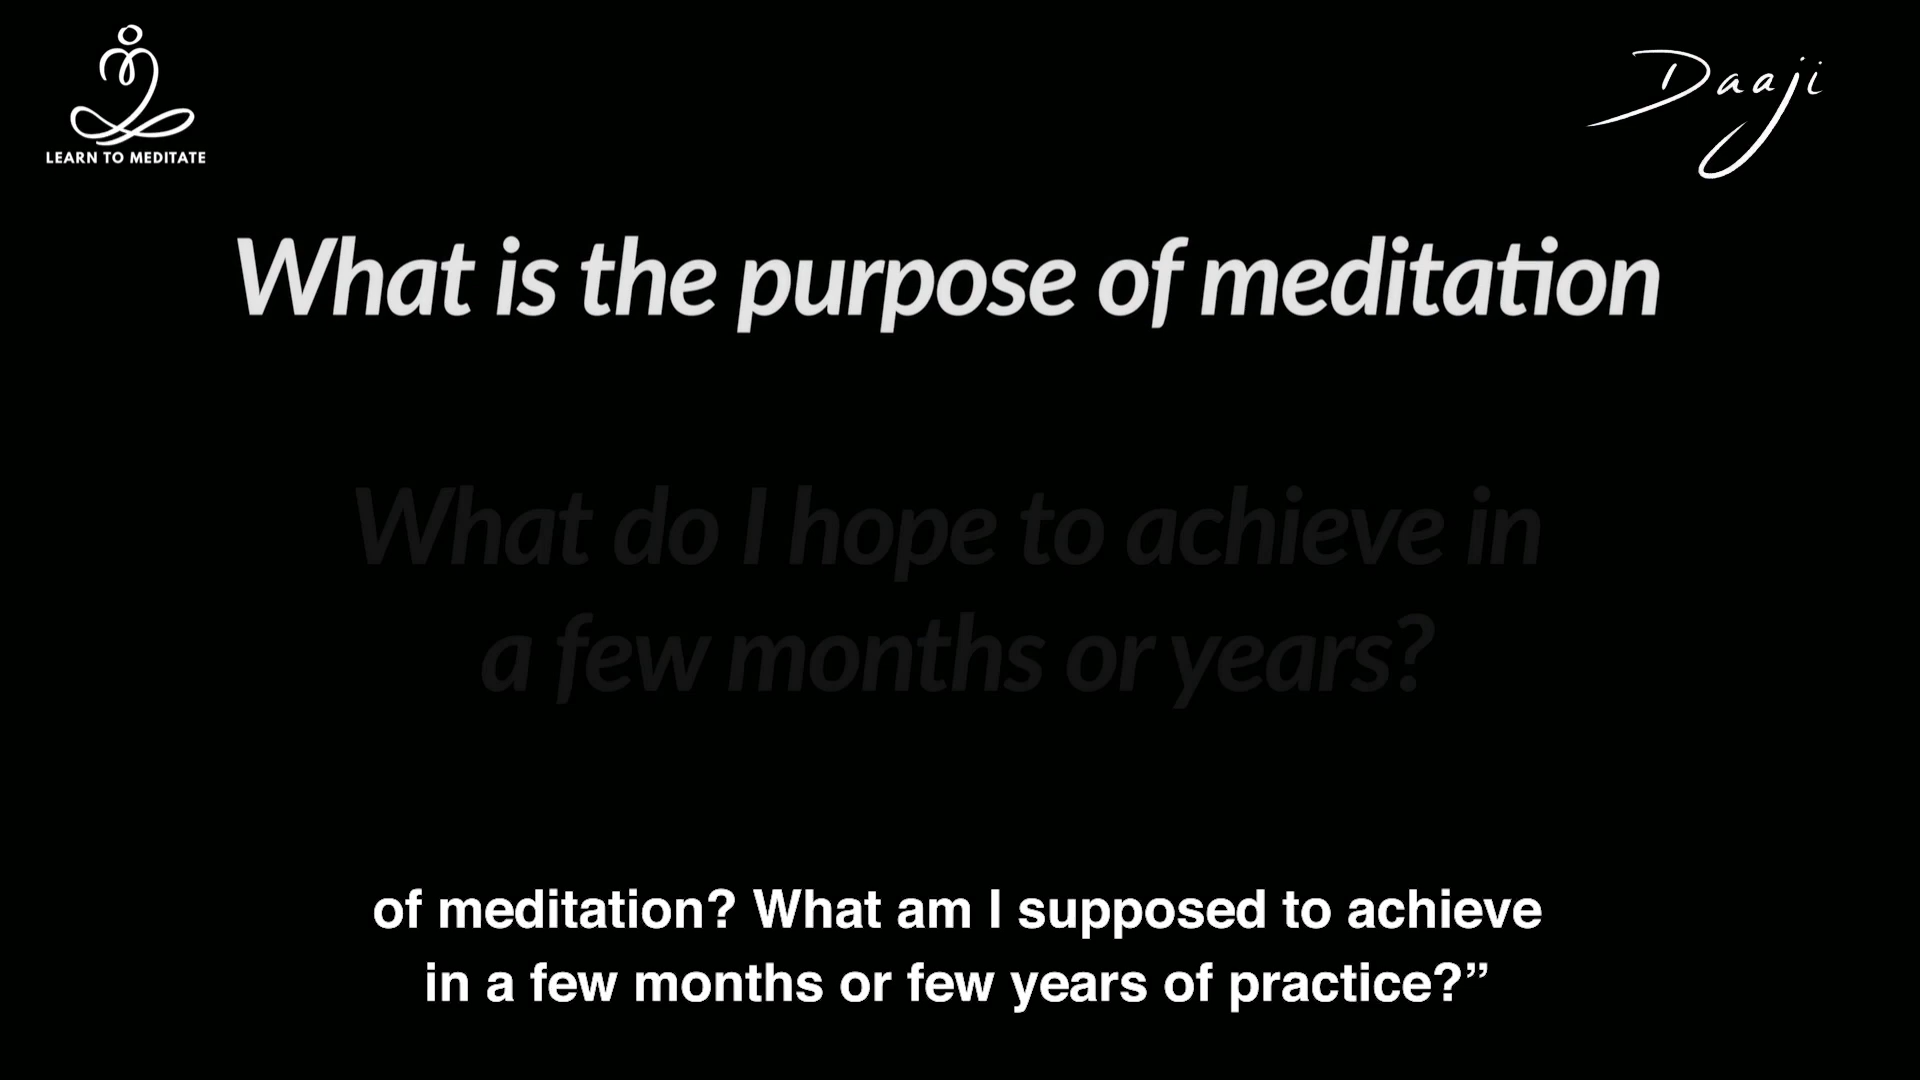 LEARN TO MEDITATE
Daaji
What is the purpose of meditation
What do I hope to achieve in
a few months or years?
of meditation? What am I supposed to achieve
in a few months or few years of practice?”